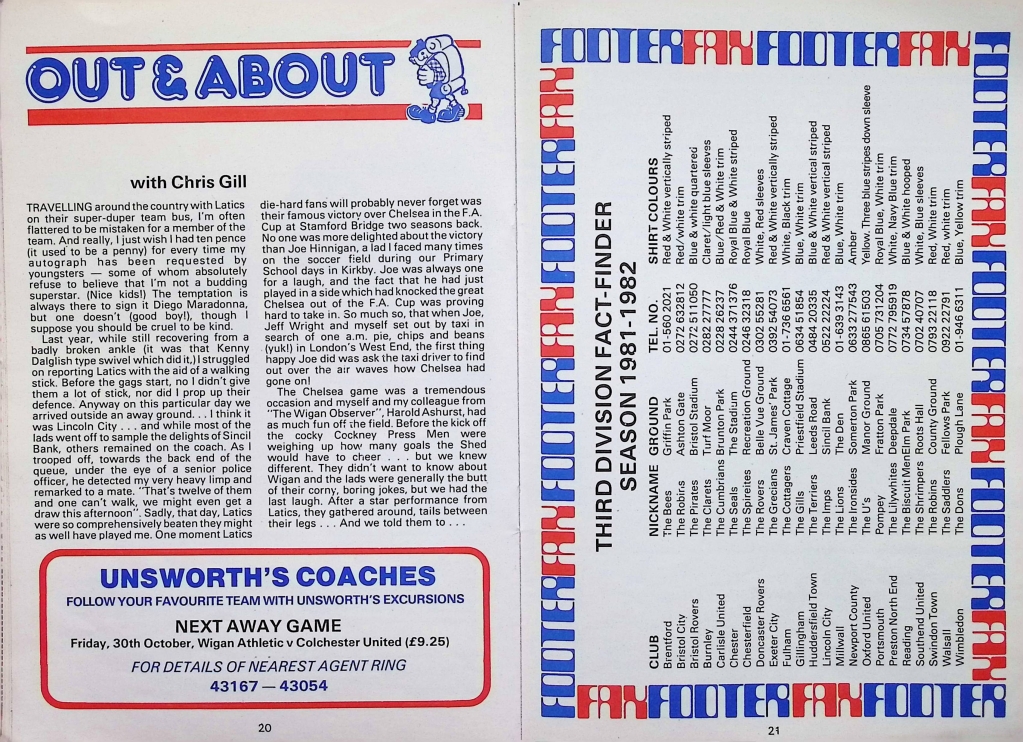 OUT & ABOUT
with Chris Gill
TRAVELLING around the country with Latics
on their super-duper team bus, I'm often
flattered to be mistaken for a member of the
team. And really, I just wish I had ten pence
(it used to be a penny) for every time my
autograph has been requested by
youngsters — some of whom absolutely
refuse to believe that I'm not a budding
superstar. (Nice kids!) The temptation is
always there to sign it Diego Maradonna,
but one doesn't (good boy!), though I
suppose you should be cruel to be kind.
Last year, while still recovering from a
badly broken ankle (it was that Kenny
Dalglish type swivel which did it,) I struggled
on reporting Latics with the aid of a walking
stick. Before the gags start, no I didn't give
them a lot of stick, nor did I prop up their
defence. Anyway on this particular day we
arrived outside an away ground. . . I think it
was Lincoln City . . . and while most of the
lads went off to sample the delights of Sincil
Bank, others remained on the coach. As I
trooped off, towards the back end of the
queue, under the eye of a senior police
officer, he detected my very heavy limp and
remarked to a mate. "That's twelve of them
and one can't walk, we might even get a
draw this afternoon". Sadly, that day, Latics
were so comprehensively beaten they might
as well have played me. One moment Latics
die-hard fans will probably never forget was
their famous victory over Chelsea in the F.A.
Cup at Stamford Bridge two seasons back.
No one was more delighted about the victory
than Joe Hinnigan, a lad I faced many times
on the soccer field during our Primary
School days in Kirkby. Joe was always one
for a laugh, and the fact that he had just
played in a side which had knocked the great
Chelsea out of the F.A. Cup was proving
hard to take in. So much so, that when Joe,
Jeff Wright and myself set out by taxi in
search of one a.m. pie, chips and beans
(yuk!) in London's West End, the first thing
happy Joe did was ask the taxi driver to find
out over the air waves how Chelsea had
gone on!
The Chelsea game was a tremendous
occasion and myself and my colleague from
"The Wigan Observer", Harold Ashurst, had
as much fun off the field. Before the kick off
the cocky Cockney Press Men were
weighing up how many goals the Shed
would have to cheer . . . but we knew
different. They didn't want to know about
Wigan and the lads were generally the butt
of their corny, boring jokes, but we had the
last laugh. After a star performance from
Latics, they gathered around, tails between
their legs . . . And we told them to . . .
UNSWORTH'S COACHES
FOLLOW YOUR FAVOURITE TEAM WITH UNSWORTH'S EXCURSIONS
NEXT AWAY GAME
Friday, 30th October, Wigan Athletic v Colchester United (£9.25)
FOR DETAILS OF NEAREST AGENT RING
43167 — 43054
20
FOOTER FAX FOOTER FAX
FOOTER FAX FOOTER FAX
THIRD DIVISION FACT-FINDER
SEASON 1981-1982
CLUB NICKNAME GROUND TEL. NO. SHIRT COLOURS
Brentford The Bees Griffin Park 01-560 2021 Red & White vertically striped
Bristol City The Robins Ashton Gate 0272 632812 Red/white trim
Bristol Rovers The Pirates Bristol Stadium 0272 511050 Blue & white quartered
Burnley The Clarets Turf Moor 0282 27777 Claret/light blue sleeves
Carlisle United The Cumbrians Brunton Park 0228 26237 Blue/Red & White trim
Chester The Seals The Stadium 0244 371376 Royal Blue & White striped
Chesterfield The Spireites Recreation Ground 0246 32318 Royal Blue
Doncaster Rovers The Rovers Belle Vue Ground 0302 55281 White, Red sleeves
Exeter City The Grecians St. James Park 0392 54073 Red & White vertically striped
Fulham The Cottagers Craven Cottage 01-736 6561 White, Black trim
Gillingham The Gills Priestfield Stadium 0634 51854 Blue, White trim
Huddersfield Town The Terriers Leeds Road 0484 20335 Blue & White vertical striped
Lincoln City The Imps Sincil Bank 0522 22224 Red & White vertical striped
Millwall The Lions The Den 01-639 3143 Blue, White trim
Newport County The Ironsides Somerton Park 0633 277543 Amber
Oxford United The U's Manor Ground 0865 61503 Yellow, Three blue stripes down sleeve
Portsmouth Pompey Fratton Park 0705 731204 Royal Blue, White trim
Preston North End The Lilywhites Deepdale 0772 795919 White, Navy Blue trim
Reading The Biscuit Men Elm Park 0734 57878 Blue & White hooped
Southend United The Shrimpers Roots Hall 0702 40707 Blue, White sleeves
Swindon Town The Robins County Ground 0793 22118 Red, White trim
Walsall The Saddlers Fellows Park 0922 22791 Red, White trim
Wimbledon The Dons Plough Lane 01-946 6311 Blue, Yellow trim
FOOTER FAX FOOTER FAX
FAX FOOTER FAX FOOTER
21